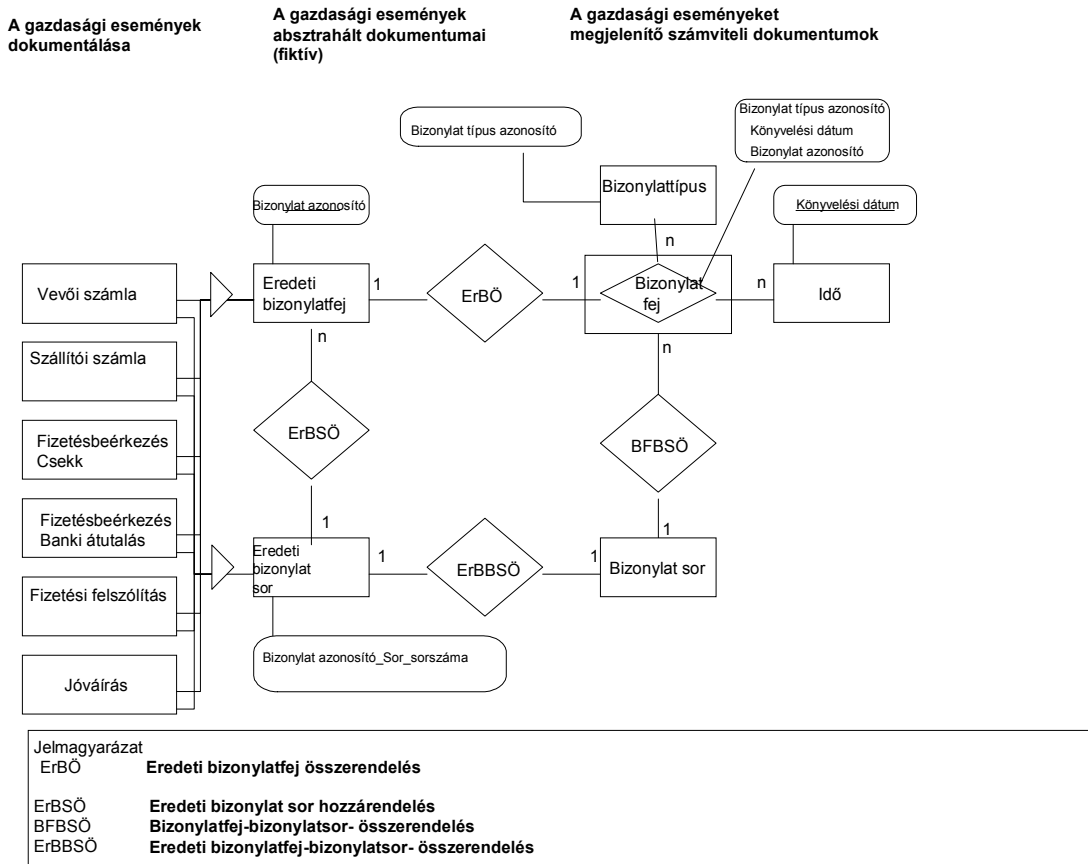 A gazdasági események
dokumentálása
A gazdasági események
absztrahált dokumentumai
(fiktív)
A gazdasági eseményeket
megjelenítő számviteli dokumentumok
Bizonylat típus azonosító
Bizonylat típus azonosító
Könyvelési dátum
Bizonylat azonosító
Bizonylattípus
Bizonylat azonosító
Könyvelési dátum
n
Vevői számla
Eredeti
bizonylatfej
1
ErBÖ
1
Bizonylat
fej
n
Idő
n
n
Szállítói számla
ErBSÖ
BFBSÖ
Fizetésbeérkezés
Csekk
Fizetésbeérkezés
Banki átutalás
1
1
Eredeti
bizonylat
sor
1
ErBBSÖ
1
Bizonylat sor
Fizetési felszólítás
Bizonylat azonosító_Sor_sorszáma
Jóváírás
Jelmagyarázat
ErBÖ Eredeti bizonylatfej összerendelés
ErBSÖ Eredeti bizonylat sor hozzárendelés
BFBSÖ Bizonylatfej-bizonylatsor- összerendelés
ErBBSÖ Eredeti bizonylatfej-bizonylatsor- összerendelés